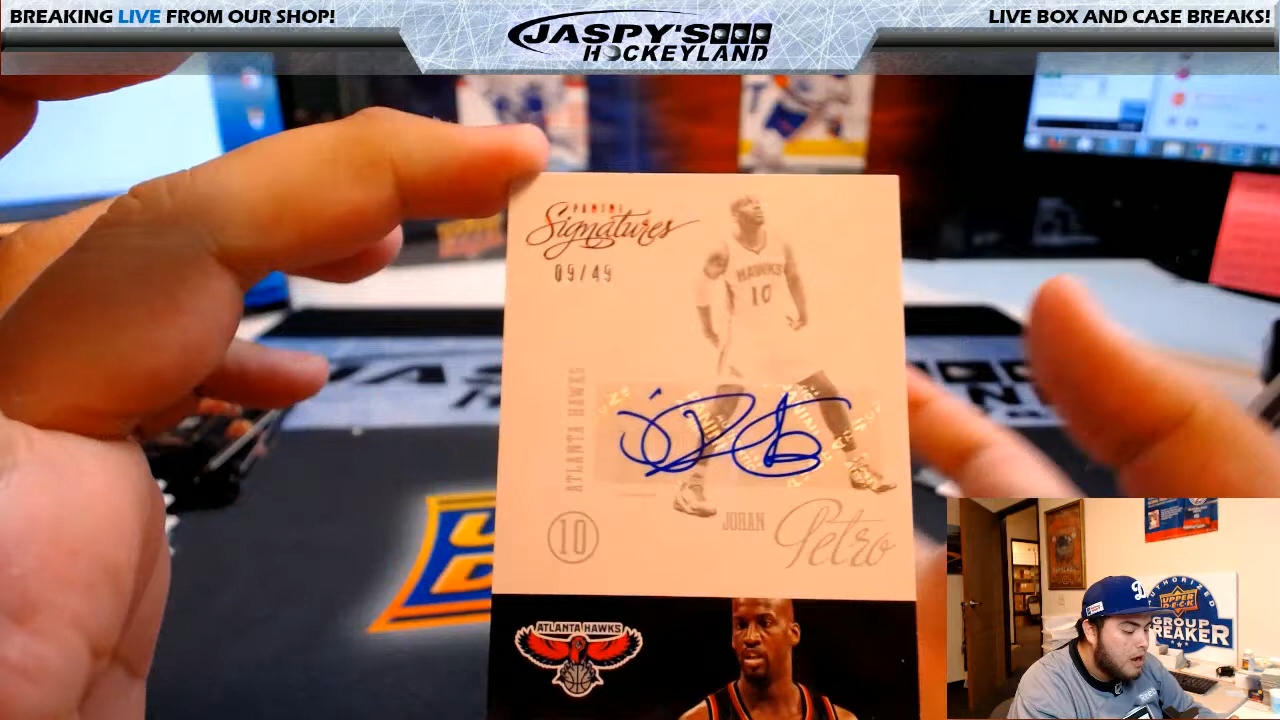 BREAKING LIVE FROM OUR SHOP!
JASPY'S
HOCKEYLAND
LIVE BOX AND CASE BREAKS!
PANINI
Signatures
09/49
HAWKS
10
ATLANTA HAWKS
10
JOHAN Petro
ATLANTA HAWKS
AUTHORIZED
UPPER DECK
GROUP
BREAKER